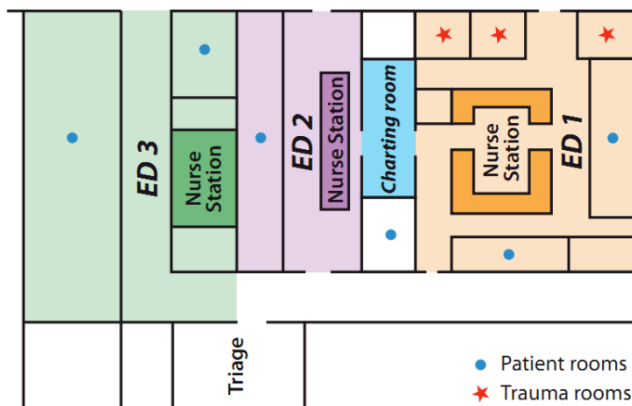 ED 3
Nurse
Station
ED 2
Nurse Station
Charting room
Nurse
Station
ED 1
Triage
Patient rooms
Trauma rooms